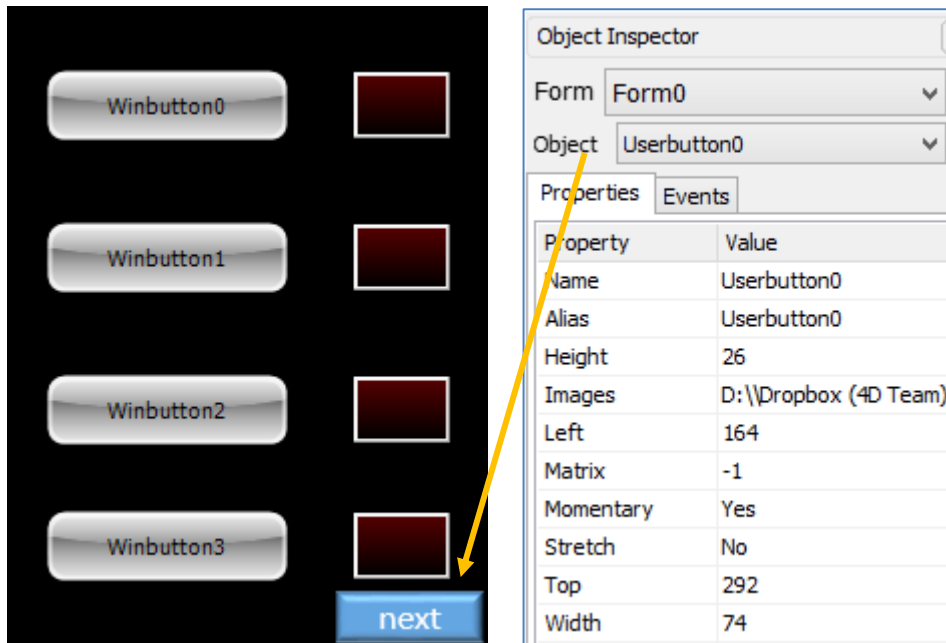 Winbutton0
Winbutton1
Winbutton2
Winbutton3
next
Object Inspector
Form Form0
Object Userbutton0
Properties Events
Property Value
Name Userbutton0
Alias Userbutton0
Height 26
Images D:\\Dropbox (4D Team)
Left 164
Matrix -1
Momentary Yes
Stretch No
Top 292
Width 74